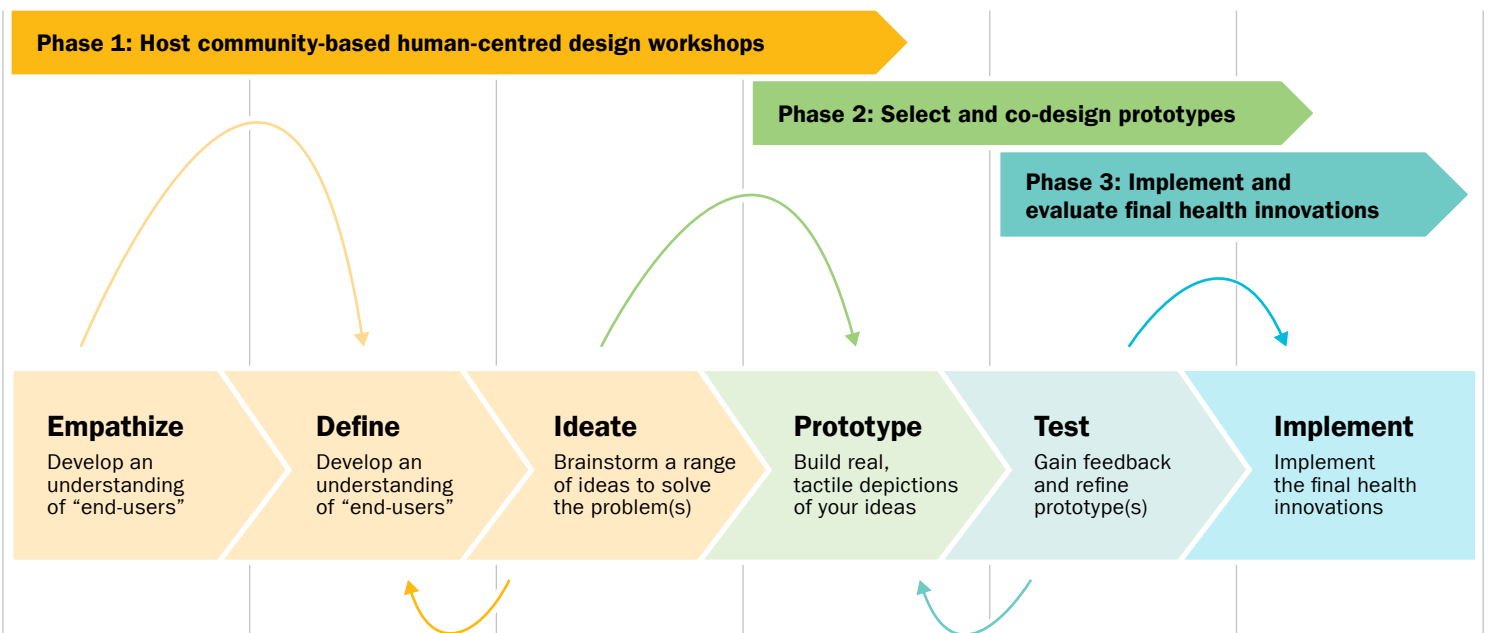 Phase 1: Host community-based human-centred design workshops
Phase 2: Select and co-design prototypes
Phase 3: Implement and
evaluate final health innovations
Empathize
Develop an
understanding
of “end-users”
Define
Develop an
understanding
of “end-users”
Ideate
Brainstorm a range
of ideas to solve
the problem(s)
Prototype
Build real,
tactile depictions
of your ideas
Test
Gain feedback
and refine
prototype(s)
Implement
Implement
the final health
innovations